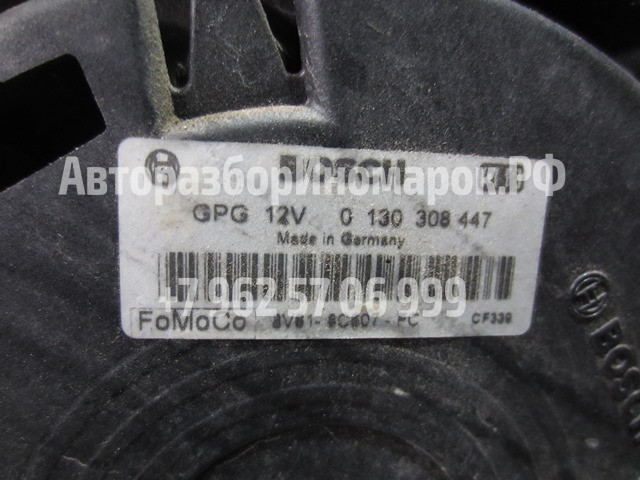 BOSCH
АвторазборИномарок.РФ
GPG 12V 0 130 308 447
Made in Germany
+7 962 57 06 999
FoMoCo
CF339
BOSCH